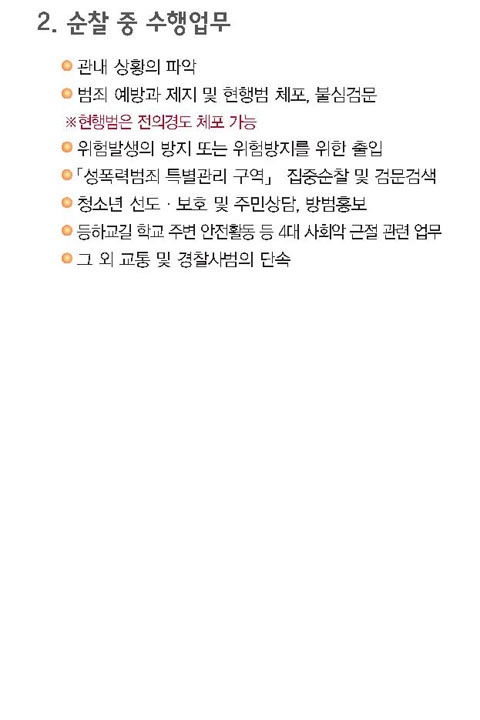 2. 순찰 중 수행업무
관내 상황의 파악
범죄 예방과 제지 및 현행범 체포, 불심검문
※현행범은 전의경도 체포 가능
위험발생의 방지 또는 위험방지를 위한 출입
「성폭력범죄 특별관리 구역」 집중순찰 및 검문검색
청소년 선도·보호 및 주민상담, 방범홍보
등하교길 학교 주변 안전활동 등 4대 사회악 근절 관련 업무
그 외 교통 및 경찰사범의 단속